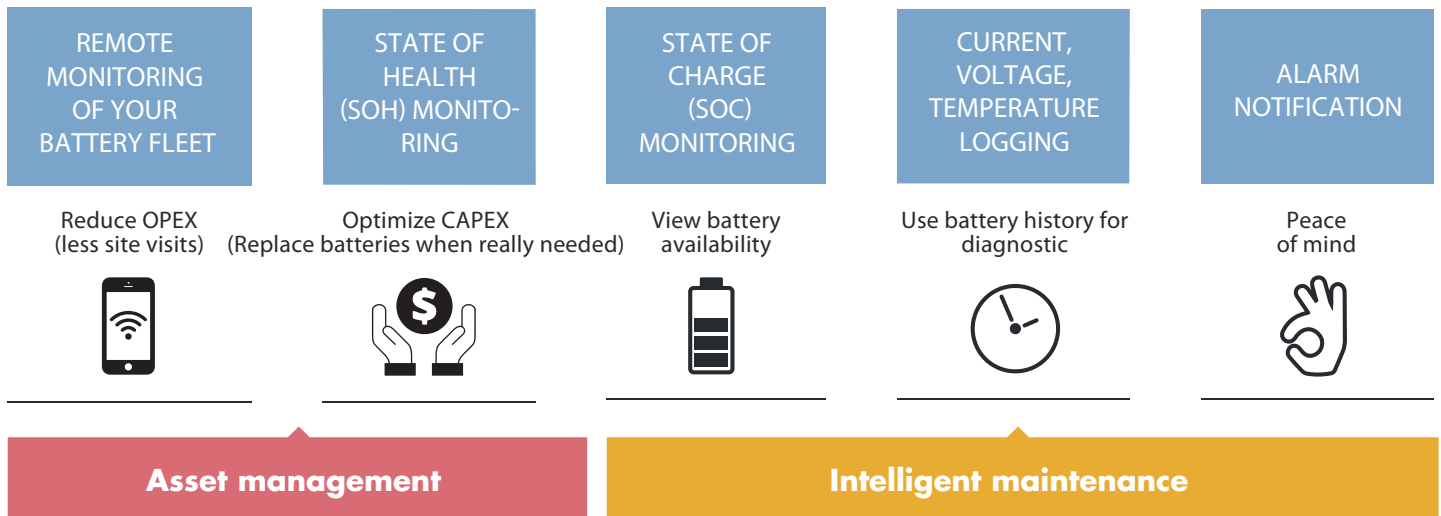 REMOTE
MONITORING
OF YOUR
BATTERY FLEET
STATE OF
HEALTH
(SOH) MONITO-
RING
STATE OF
CHARGE
(SOC)
MONITORING
CURRENT,
VOLTAGE,
TEMPERATURE
LOGGING
ALARM
NOTIFICATION
Reduce OPEX
(less site visits)
Optimize CAPEX
(Replace batteries when really needed)
View battery
availability
Use battery history for
diagnostic
Peace
of mind
$
Asset management
Intelligent maintenance